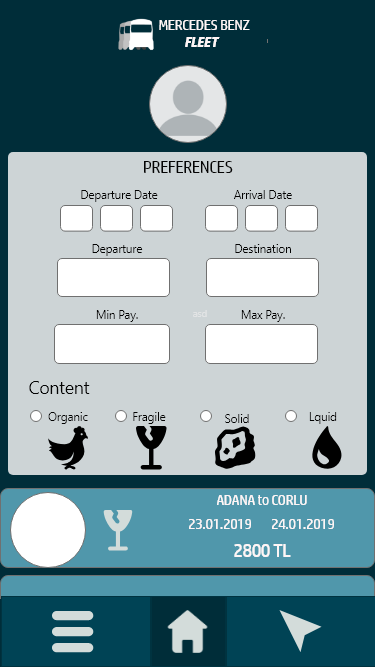 MERCEDES BENZ
FLEET
PREFERENCES
Departure Date Arrival Date
Departure Destination
Min Pay. asd Max Pay.
Content
Organic Fragile Solid Lquid
ADANA to CORLU
23.01.2019 24.01.2019
2800 TL